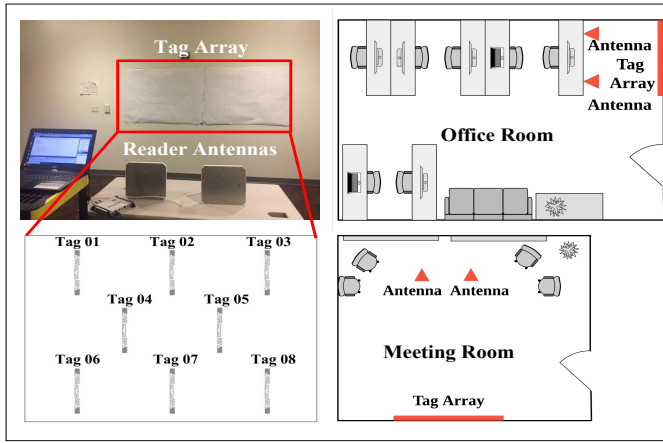 Tag Array
Reader Antennas
Tag 01 Tag 02 Tag 03
Tag 04 Tag 05
Tag 06 Tag 07 Tag 08
Antenna
Tag
Array
Antenna
Office Room
Antenna Antenna
Meeting Room
Tag Array